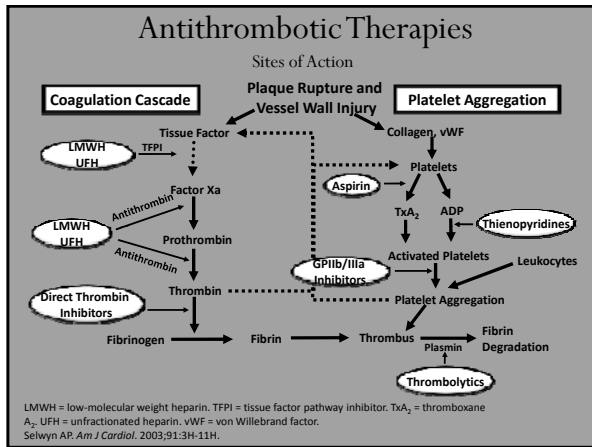 Antithrombotic Therapies
Sites of Action
Plaque Rupture and
Vessel Wall Injury
Coagulation Cascade
Platelet Aggregation
Tissue Factor
Collagen, vWF
LMWH
UFH
TFPI
Platelets
Aspirin
Factor Xa
TxA₂
ADP
Thienopyridines
Antithrombin
LMWH
UFH
Antithrombin
Prothrombin
Activated Platelets
Leukocytes
GPIIb/IIIa
Inhibitors
Thrombin
Platelet Aggregation
Direct Thrombin
Inhibitors
Fibrinogen
Fibrin
Thrombus
Plasmin
Fibrin
Degradation
Thrombolytics
LMWH = low-molecular weight heparin. TFPI = tissue factor pathway inhibitor. TxA₂ = thromboxane
A₂. UFH = unfractionated heparin. vWF = von Willebrand factor.
Selwyn AP. Am J Cardiol. 2003;91:3H-11H.